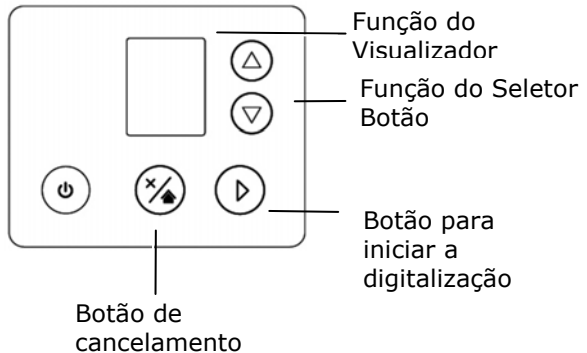 Função do
Visualizador
Função do Seletor
Botão
Botão para
iniciar a
digitalização
Botão de
cancelamento